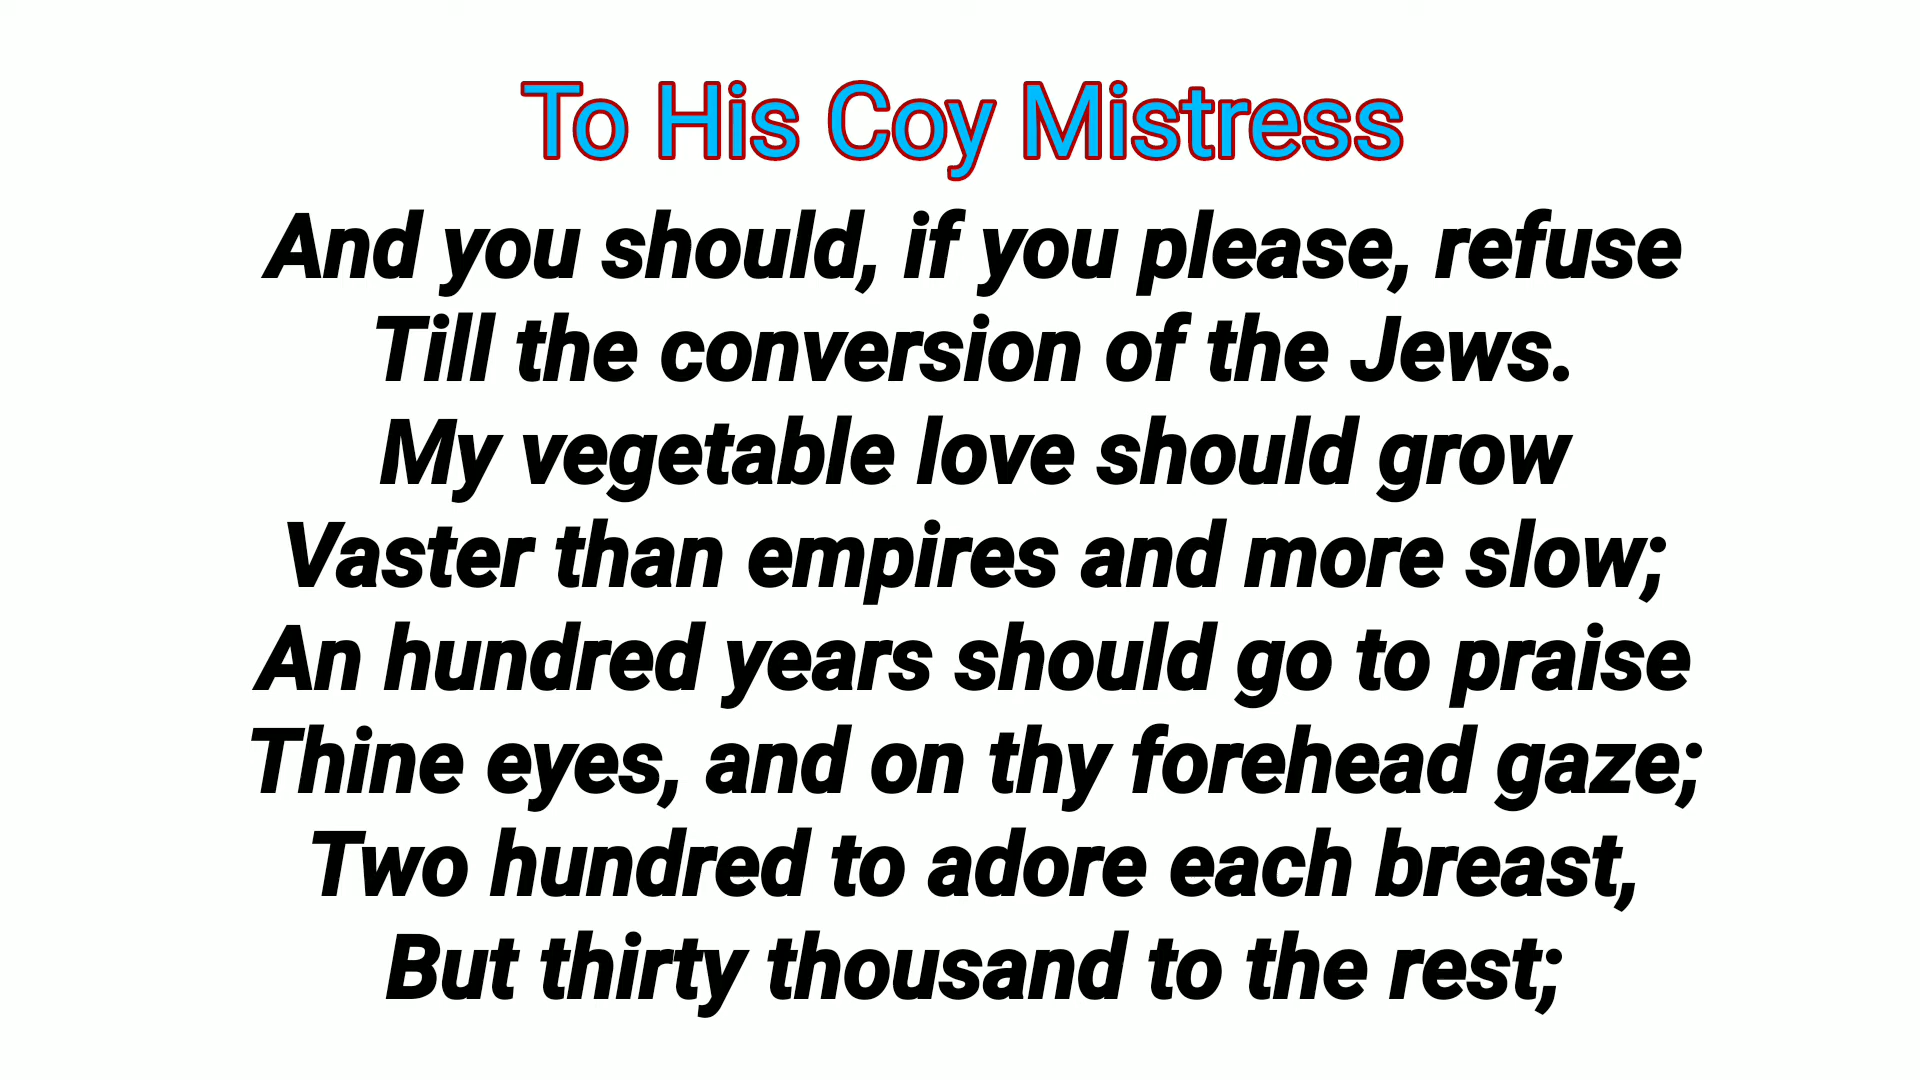 To His Coy Mistress
And you should, if you please, refuse
Till the conversion of the Jews.
My vegetable love should grow
Vaster than empires and more slow;
An hundred years should go to praise
Thine eyes, and on thy forehead gaze;
Two hundred to adore each breast,
But thirty thousand to the rest;